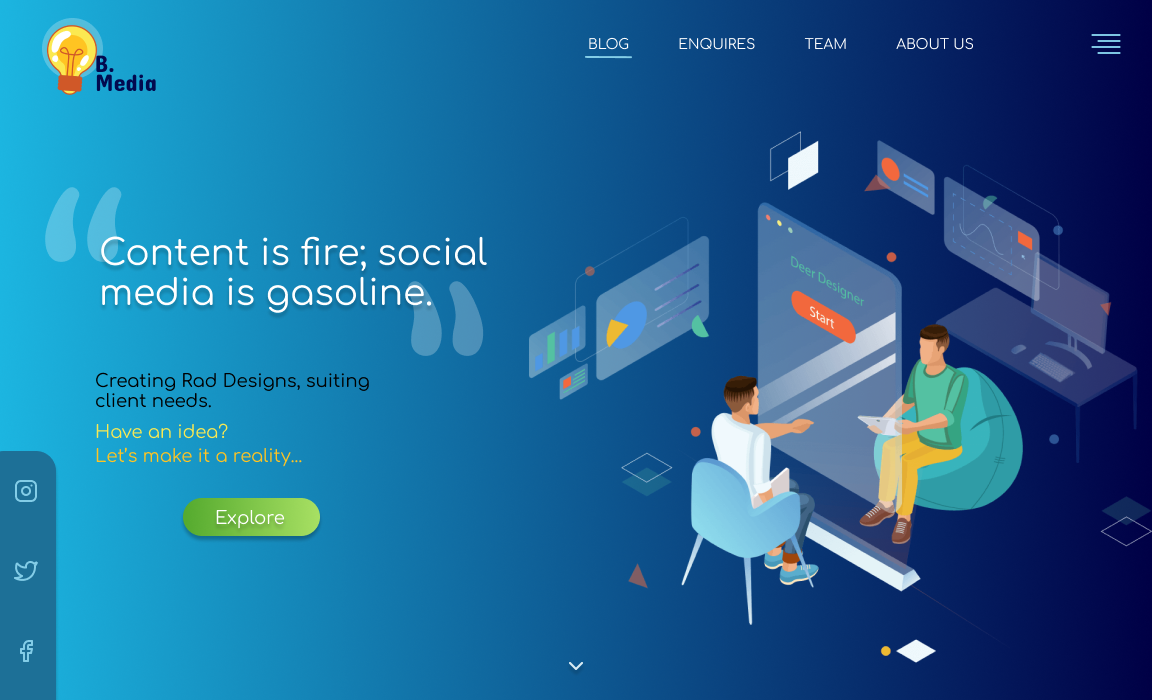 B.
Media
BLOG
ENQUIRES
TEAM
ABOUT US
“Content is fire; social
media is gasoline.”
Creating Rad Designs, suiting
client needs.
Have an idea?
Let's make it a reality...
Explore
Deer Designer
Start